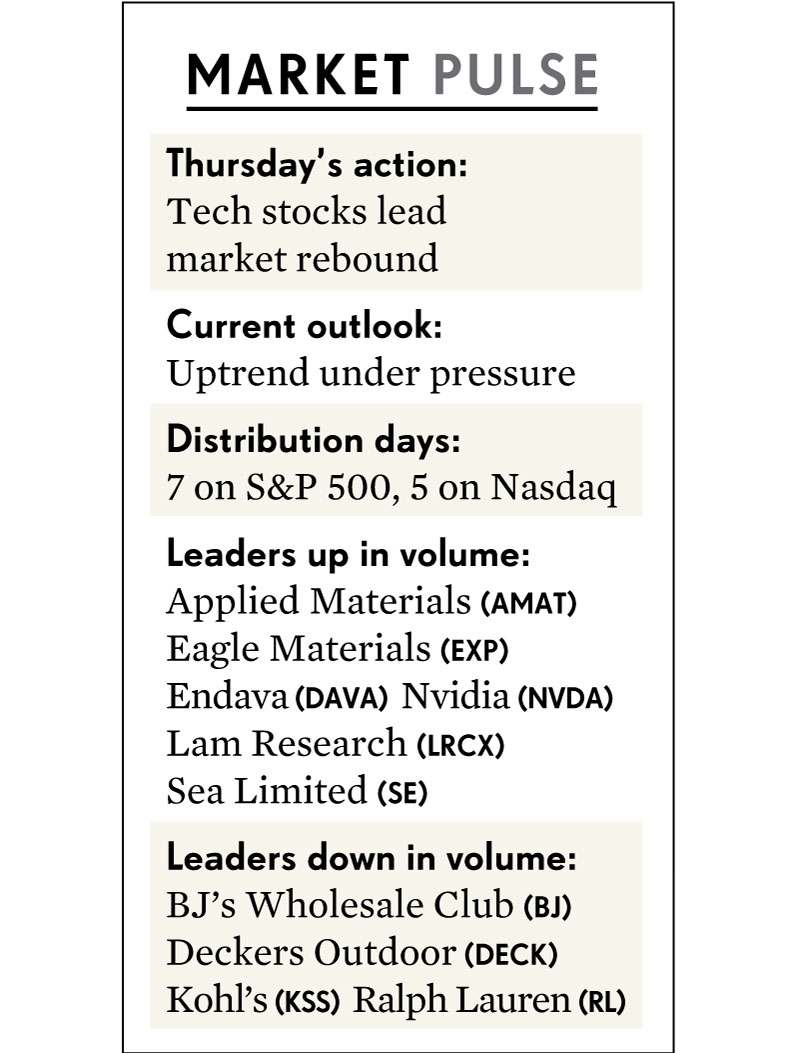 MARKET PULSE
Thursday’s action:
Tech stocks lead
market rebound
Current outlook:
Uptrend under pressure
Distribution days:
7 on S&P 500, 5 on Nasdaq
Leaders up in volume:
Applied Materials (AMAT)
Eagle Materials (EXP)
Endava (DAVA) Nvidia (NVDA)
Lam Research (LRCX)
Sea Limited (SE)
Leaders down in volume:
BJ’s Wholesale Club (BJ)
Deckers Outdoor (DECK)
Kohl’s (KSS) Ralph Lauren (RL)